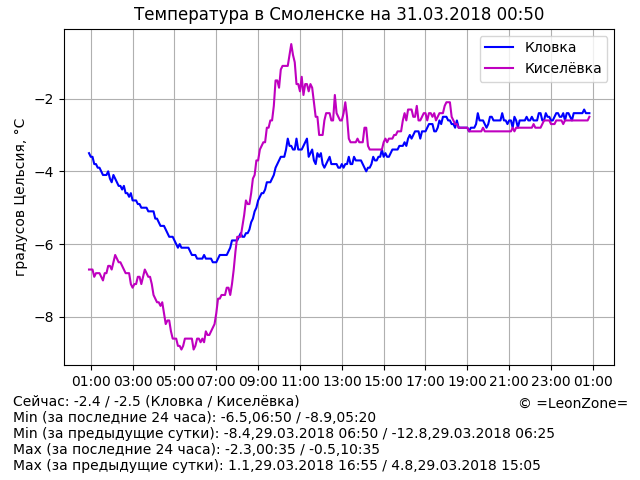 Температура в Смоленске на 31.03.2018 00:50
Кловка
Киселёвка
градусов Цельсия, °C
−2
−4
−6
−8
01:00 03:00 05:00 07:00 09:00 11:00 13:00 15:00 17:00 19:00 21:00 23:00 01:00
Сейчас: -2.4 / -2.5 (Кловка / Киселёвка)
© =LeonZone=
Min (за последние 24 часа): -6.5,06:50 / -8.9,05:20
Min (за предыдущие сутки): -8.4,29.03.2018 06:50 / -12.8,29.03.2018 06:25
Max (за последние 24 часа): -2.3,00:35 / -0.5,10:35
Max (за предыдущие сутки): 1.1,29.03.2018 16:55 / 4.8,29.03.2018 15:05